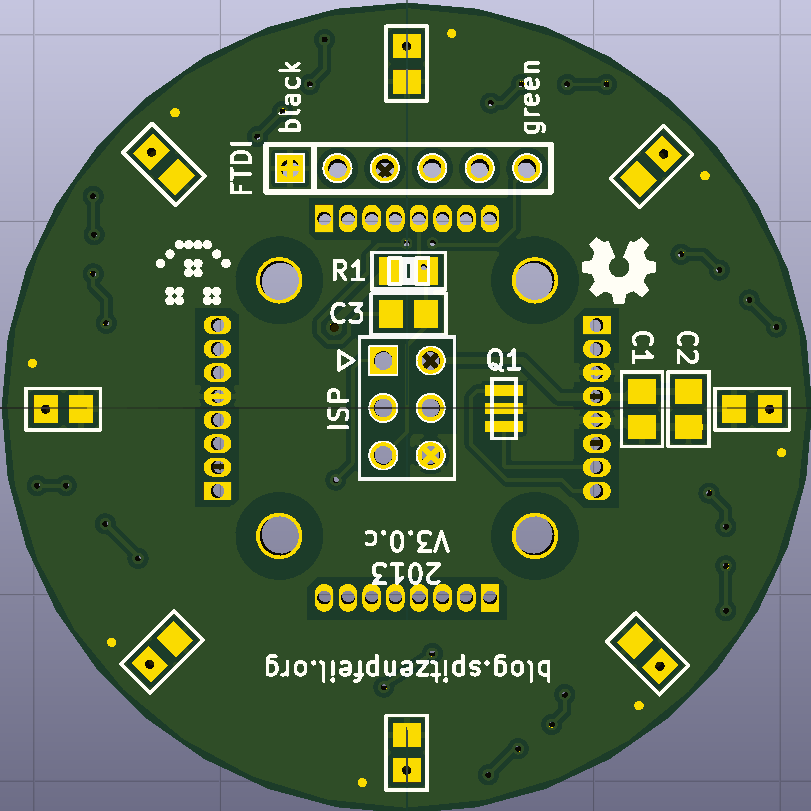 black
green
FTDI
R1
C3
C1
C2
Q1
ISP
V3.0.c
2013
blog.spitzenpfeil.org